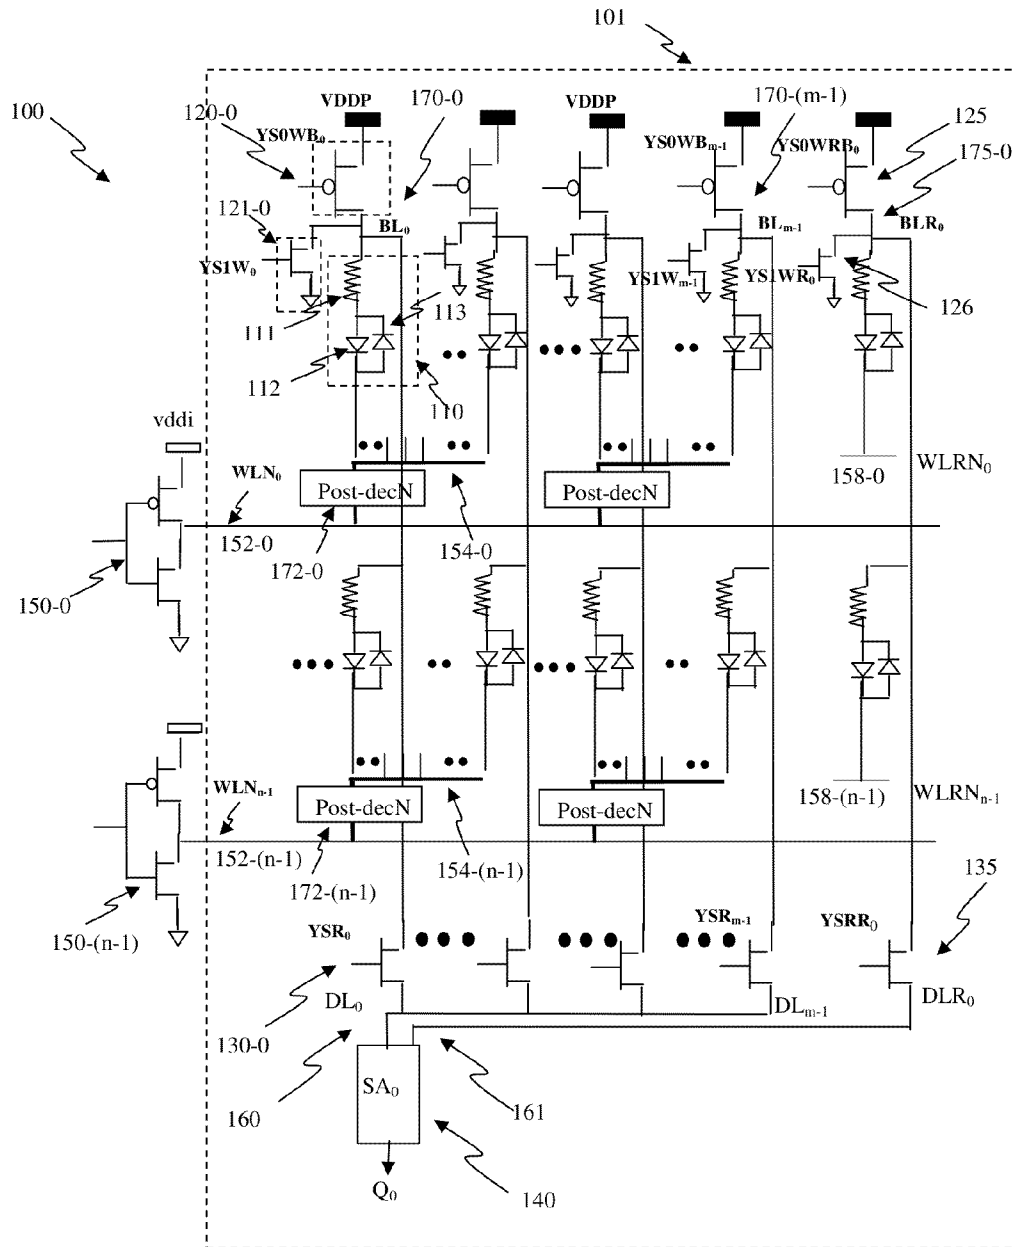 101
100
VDDP
170-0
VDDP
170-(m-1)
120-0
YS0WB0
YS0WBm-1
YS0WRB0
125
175-0
121-0
BL0
BLm-1
BLR0
YS1W0
YS1Wm-1
YS1WR0
111
113
126
112
110
vddi
WLN0
Post-decN
Post-decN
158-0
WLRN0
152-0
154-0
172-0
150-0
WLNn-1
Post-decN
Post-decN
158-(n-1)
WLRNn-1
152-(n-1)
154-(n-1)
172-(n-1)
150-(n-1)
YSR0
YSRm-1
YSRR0
135
DL0
DLm-1
DLR0
130-0
SA0
160
161
Q0
140